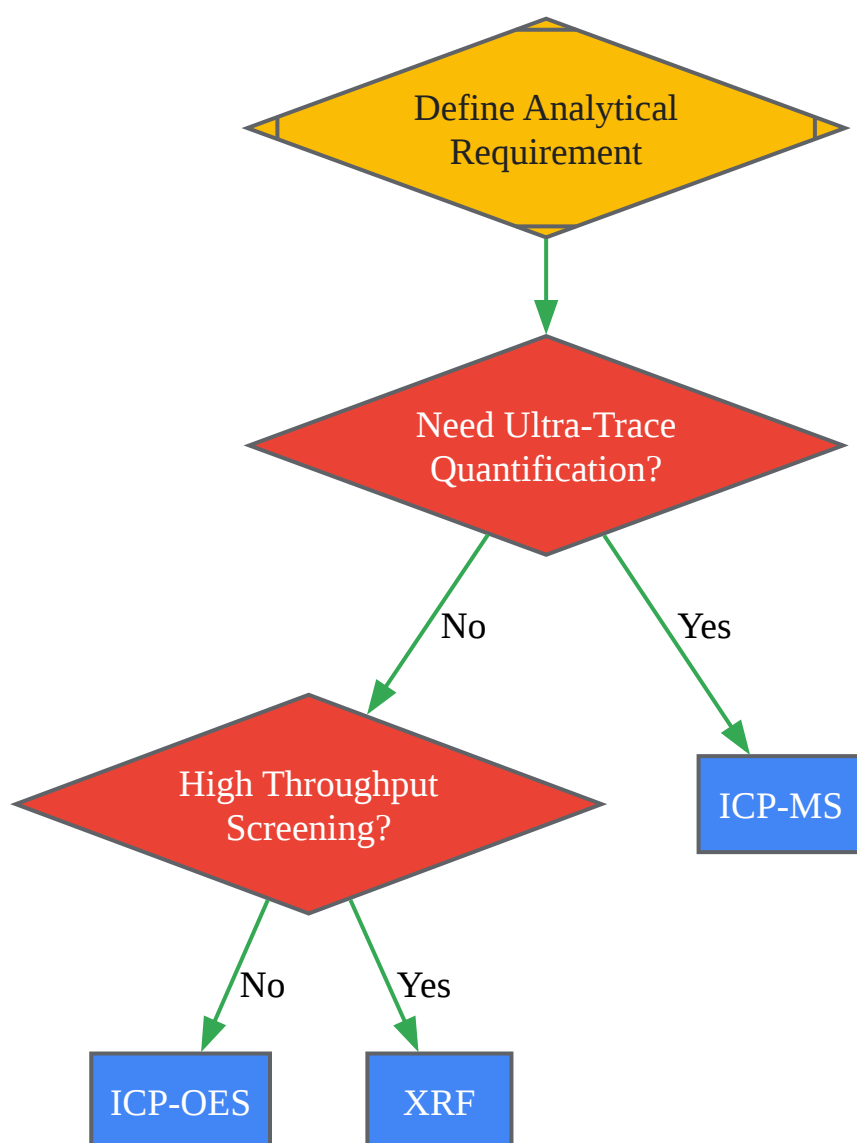 Define Analytical
Requirement
Need Ultra-Trace
Quantification?
No
Yes
High Throughput
Screening?
ICP-MS
No
Yes
ICP-OES
XRF